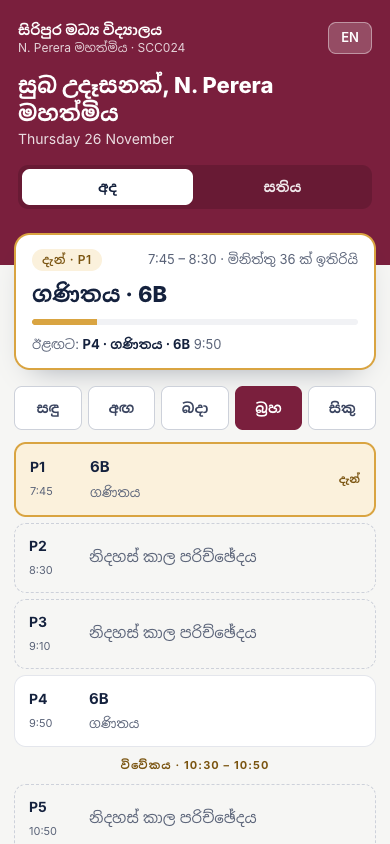 සිරිපුර මධ්‍ය විද්‍යාලය
N. Perera මහත්මිය · SCC024
EN
සුබ උදෑසනක්, N. Perera
මහත්මිය
Thursday 26 November
අද
සතිය
දැන් · P1
7:45 – 8:30 · මිනිත්තු 36 ක් ඉතිරියි
ගණිතය · 6B
ඊළඟට: P4 · ගණිතය · 6B 9:50
සඳු
අඟ
බදා
බ්‍රහ
සිකු
P1
6B
7:45
ගණිතය
දැන්
P2
නිදහස් කාල පරිච්ඡේදය
8:30
P3
නිදහස් කාල පරිච්ඡේදය
9:10
P4
6B
9:50
ගණිතය
විවේකය · 10:30 – 10:50
P5
නිදහස් කාල පරිච්ඡේදය
10:50